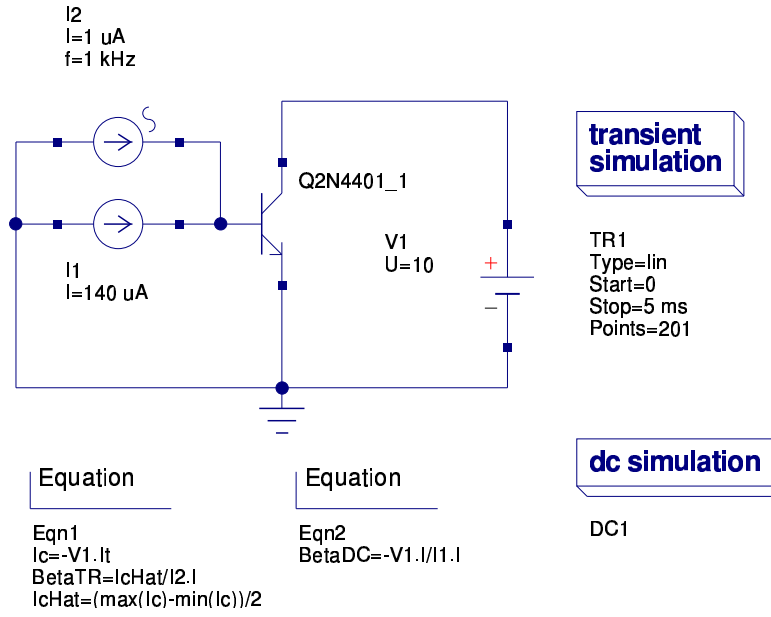 I2
I=1 uA
f=1 kHz
Q2N4401_1
I1
I=140 uA
V1
U=10
+
−
transient
simulation
TR1
Type=lin
Start=0
Stop=5 ms
Points=201
dc simulation
DC1
Equation
Eqn1
Ic=-V1.It
BetaTR=IcHat/I2.I
IcHat=(max(Ic)-min(Ic))/2
Equation
Eqn2
BetaDC=-V1.I/I1.I